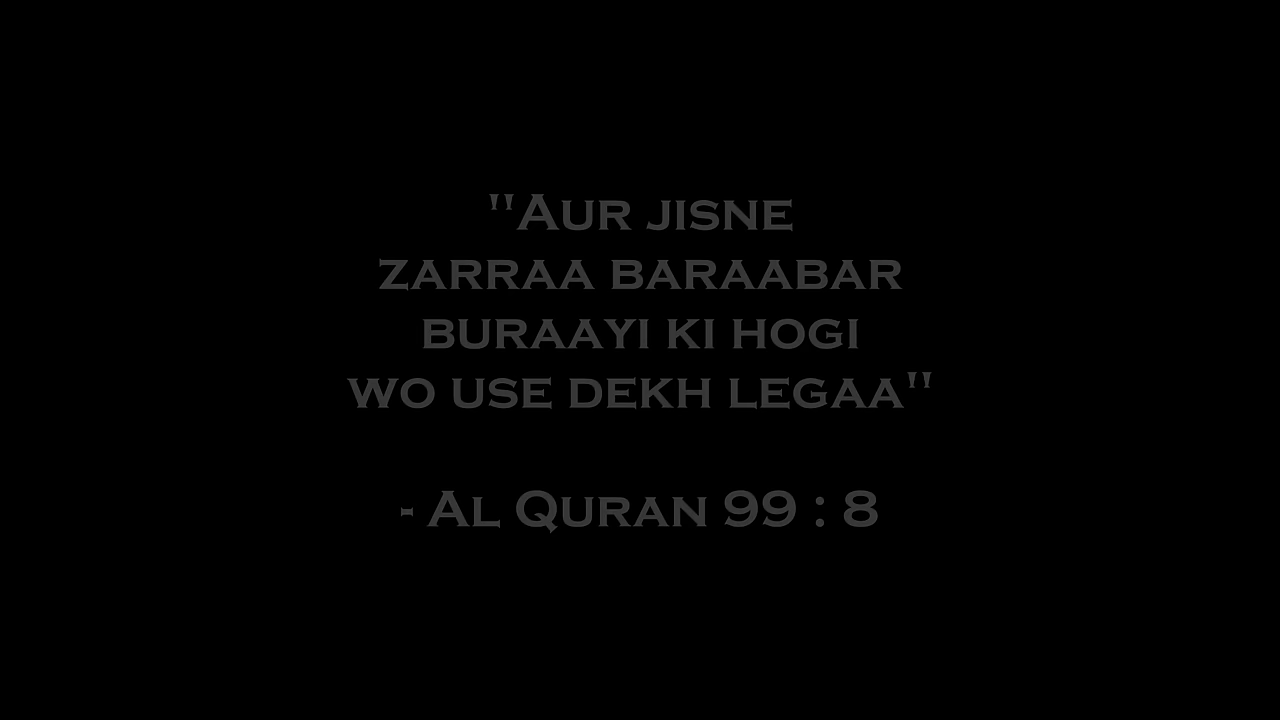 "Aur jisne
zarraa baraabar
buraayi ki hogi
wo use dekh legaa"
- Al Quran 99 : 8